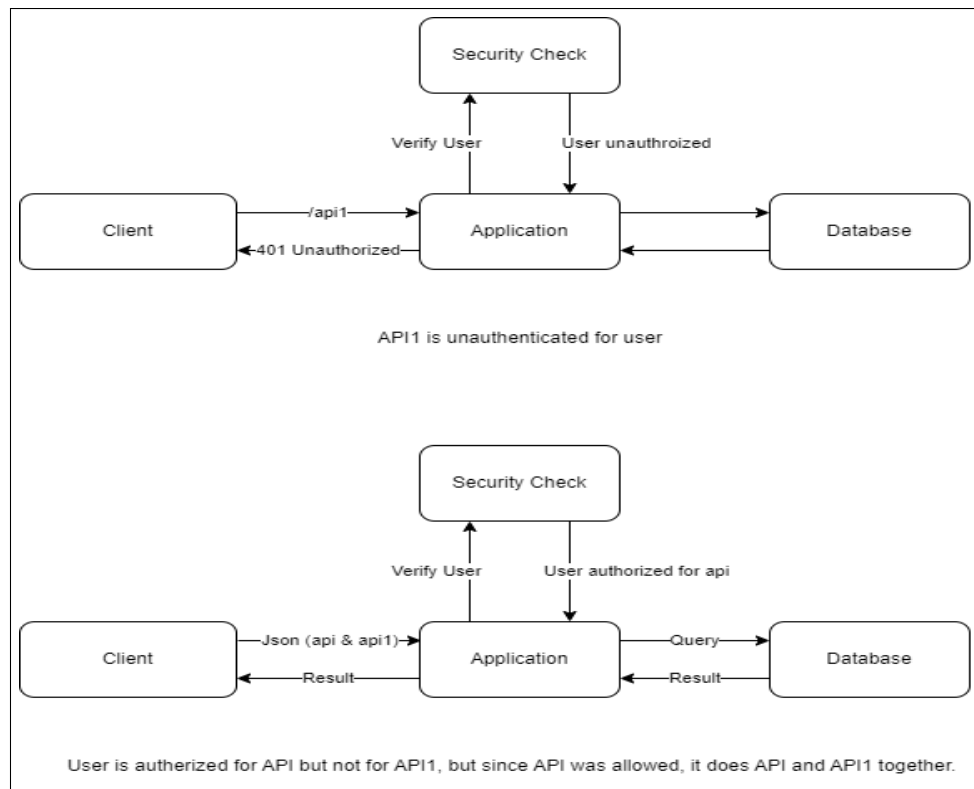 Security Check
Verify User
User unauthroized
Client
/api1
401 Unauthorized
Application
Database
API1 is unauthenticated for user
Security Check
Verify User
User authorized for api
Client
Json (api & api1)
Result
Application
Query
Result
Database
User is autherized for API but not for API1, but since API was allowed, it does API and API1 together.